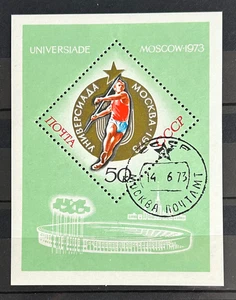 UNIVERSIADE MOSCOW-1973
УНИВЕРСИАДА МОСКВА 1973
ПОЧТА СССР
50К
14 6 73
МОСКВА ПОЧТАМТ